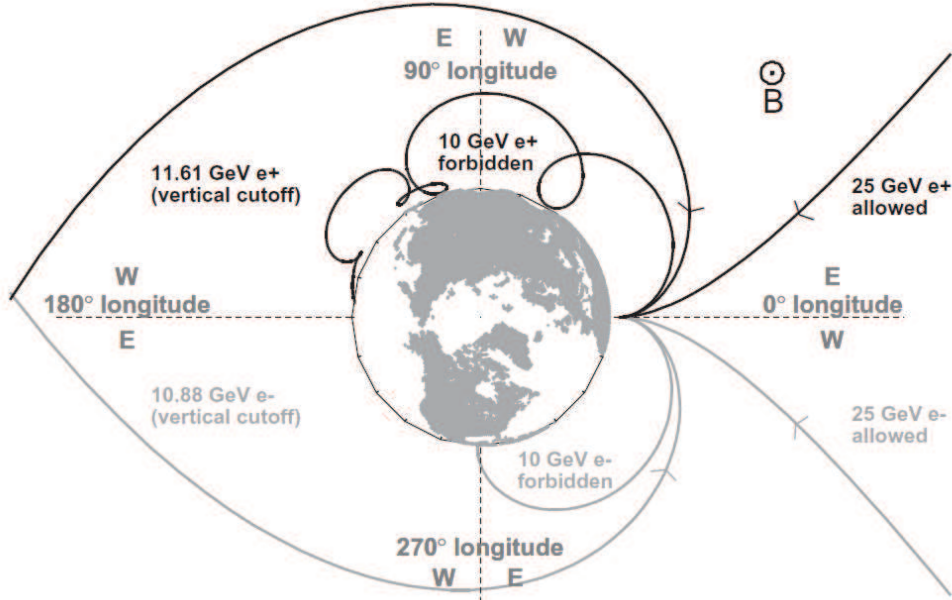 E W
90° longitude
B
10 GeV e+
forbidden
11.61 GeV e+
(vertical cutoff)
25 GeV e+
allowed
W
180° longitude
E
E
0° longitude
W
10.88 GeV e-
(vertical cutoff)
25 GeV e-
allowed
10 GeV e-
forbidden
270° longitude
W E